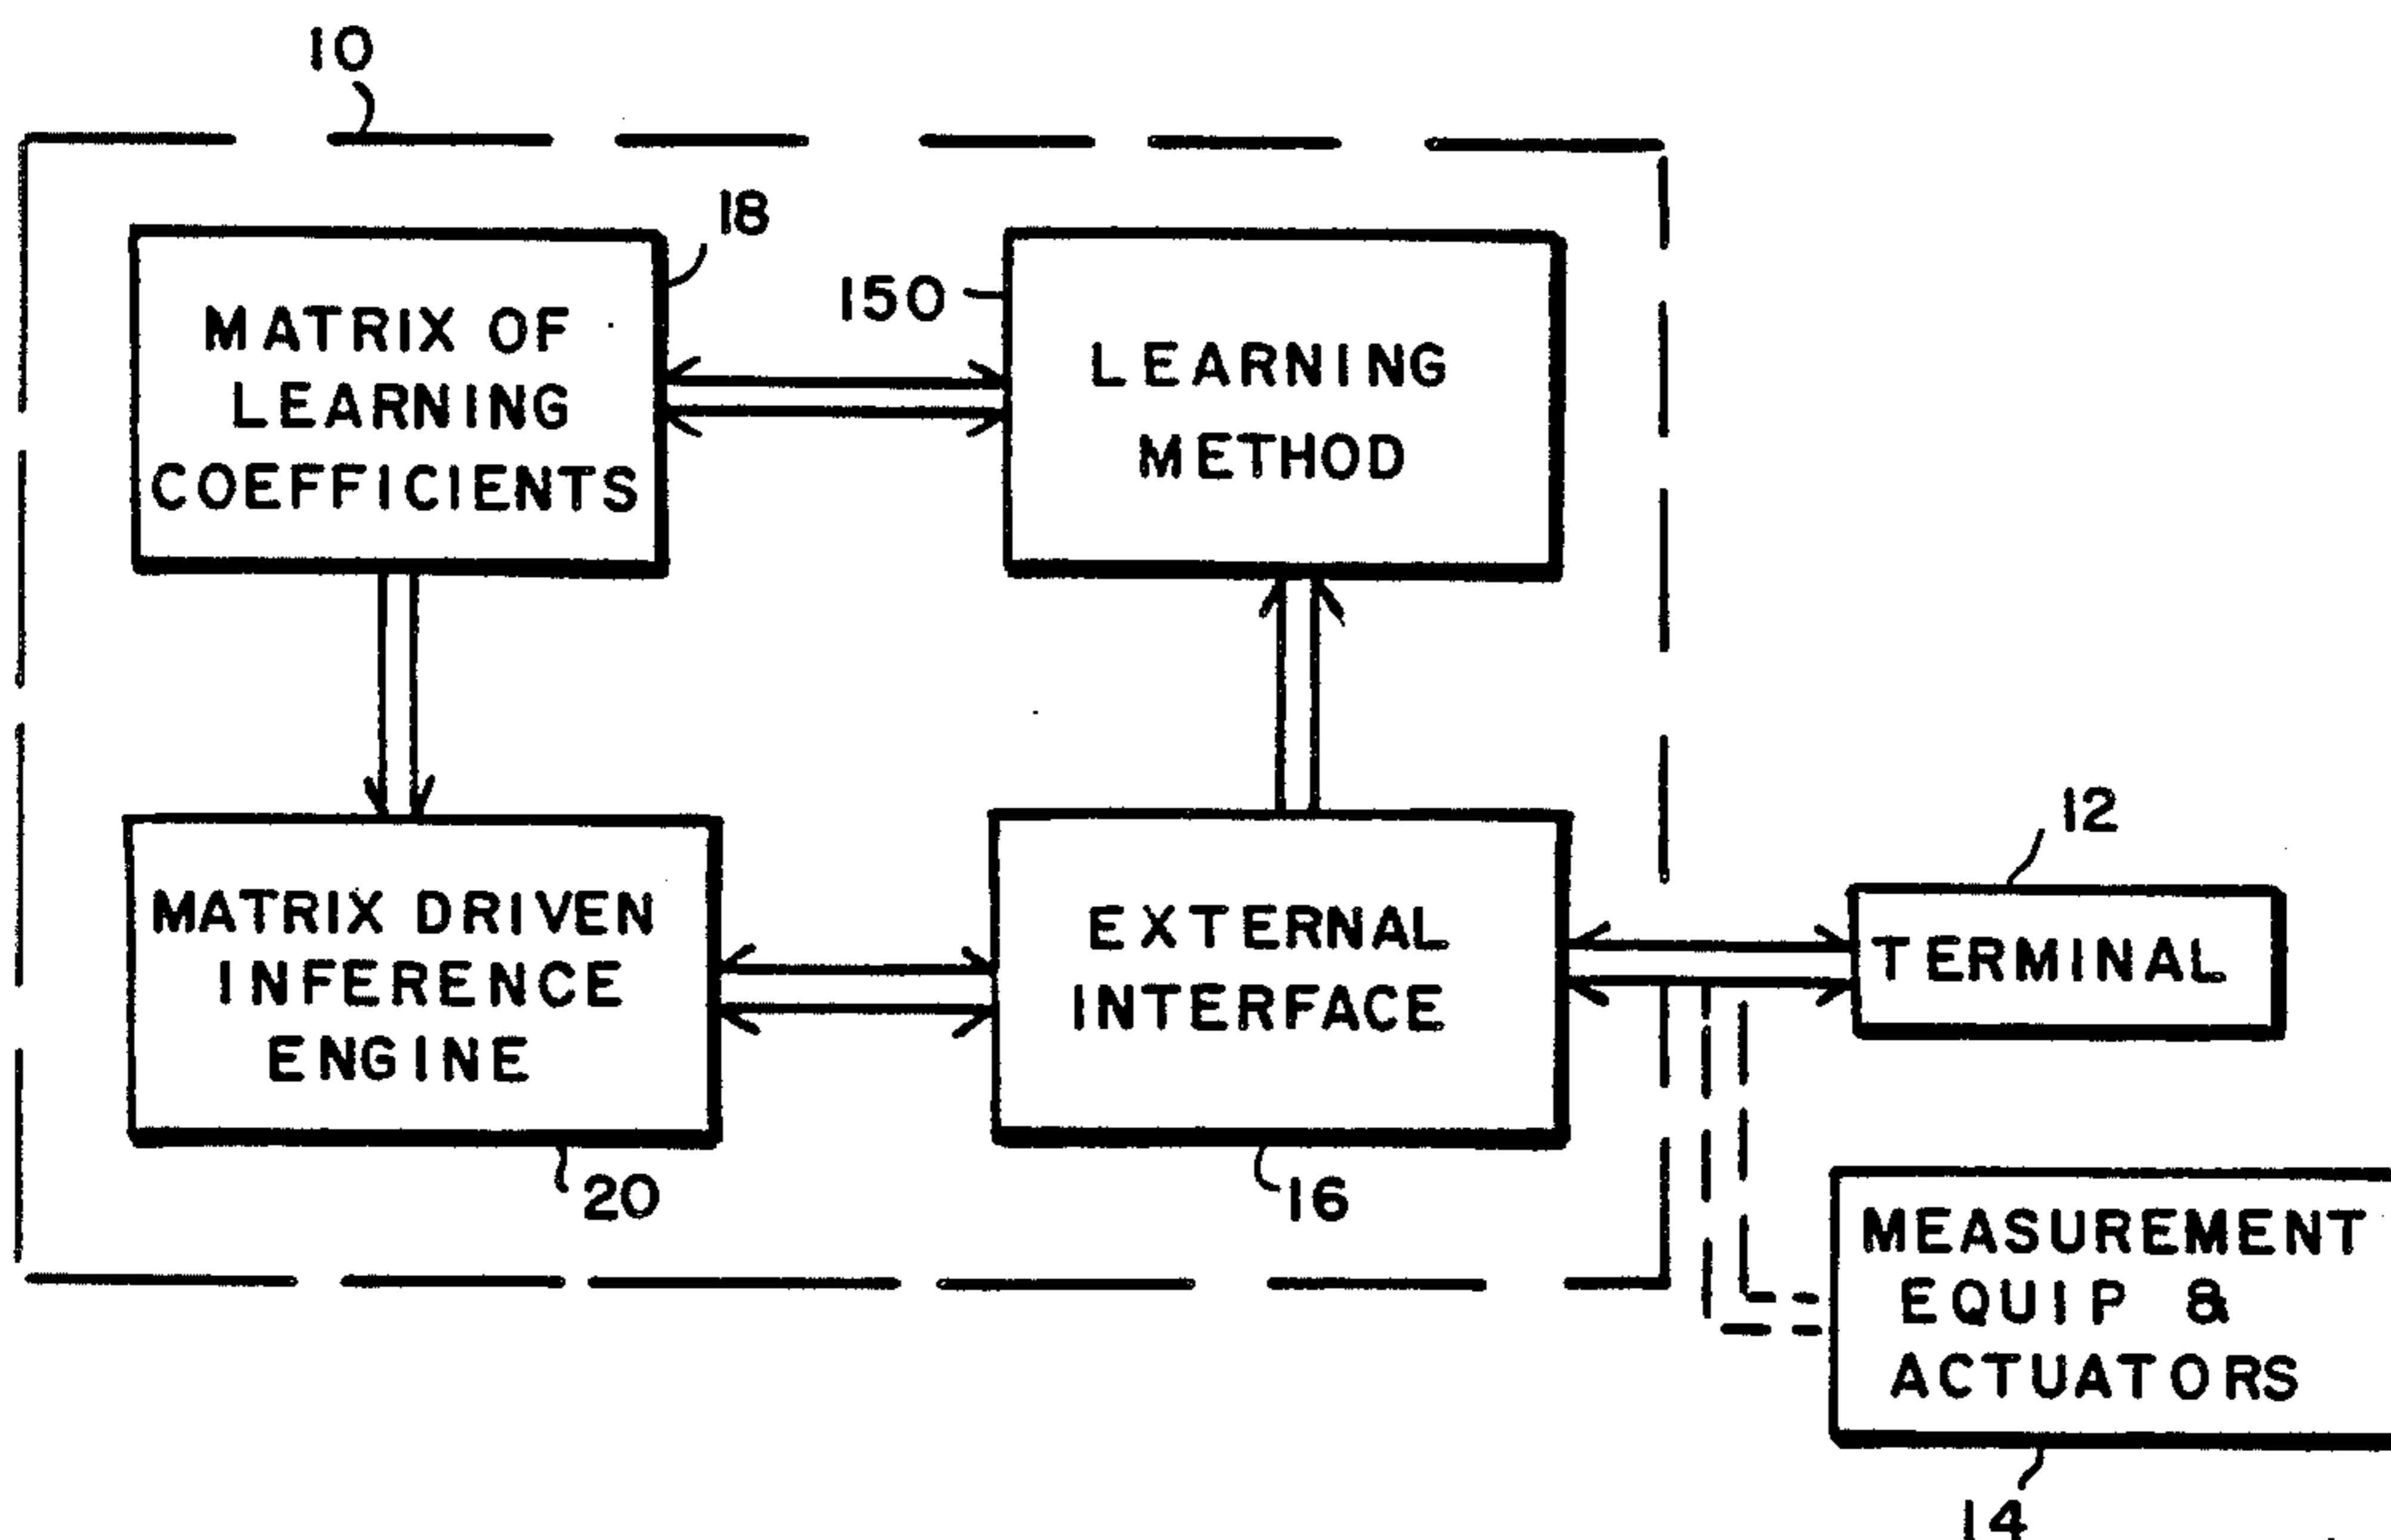 10
18
MATRIX OF
LEARNING
COEFFICIENTS
150
LEARNING
METHOD
MATRIX DRIVEN
INFERENCE
ENGINE
20
EXTERNAL
INTERFACE
16
12
TERMINAL
MEASUREMENT
EQUIP &
ACTUATORS
14